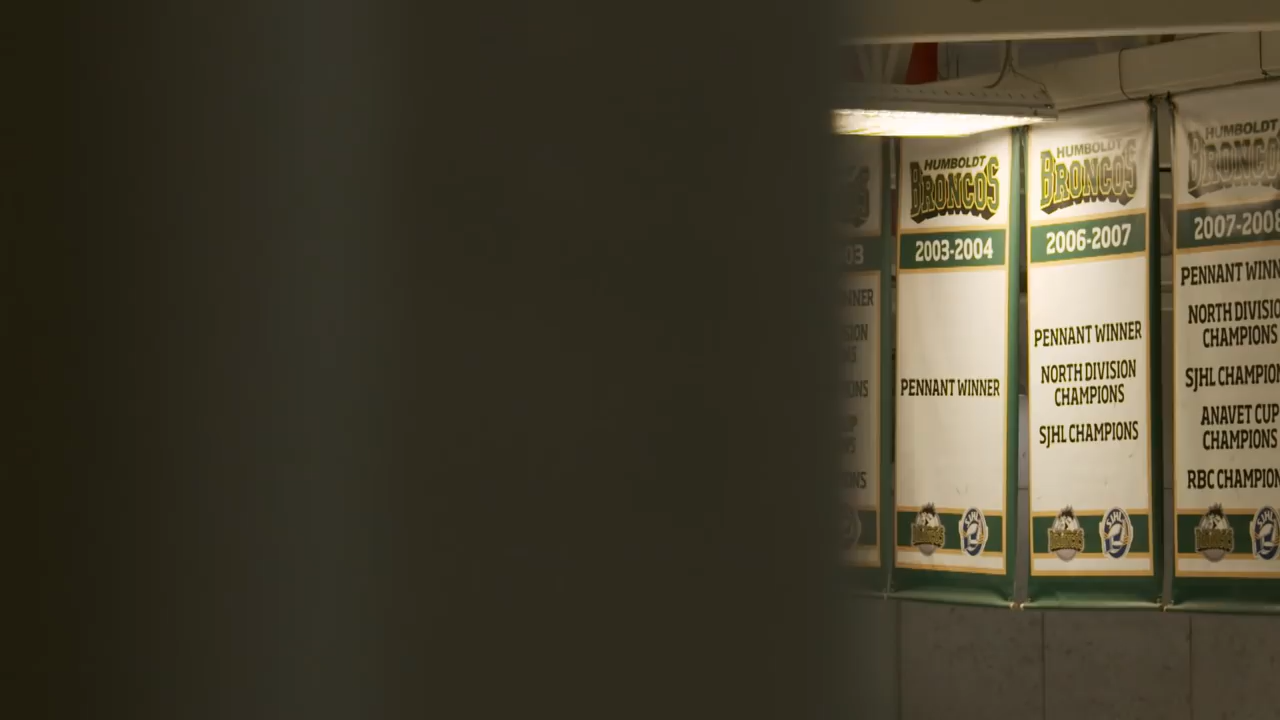 HUMBOLDT
BRONCOS
2003-2004
PENNANT WINNER
HUMBOLDT
BRONCOS
2006-2007
PENNANT WINNER
NORTH DIVISION
CHAMPIONS
SJHL CHAMPIONS
HUMBOLDT
BRONCOS
2007-2008
PENNANT WINN
NORTH DIVISIO
CHAMPIONS
SJHL CHAMPION
ANAVET CUP
CHAMPIONS
RBC CHAMPION